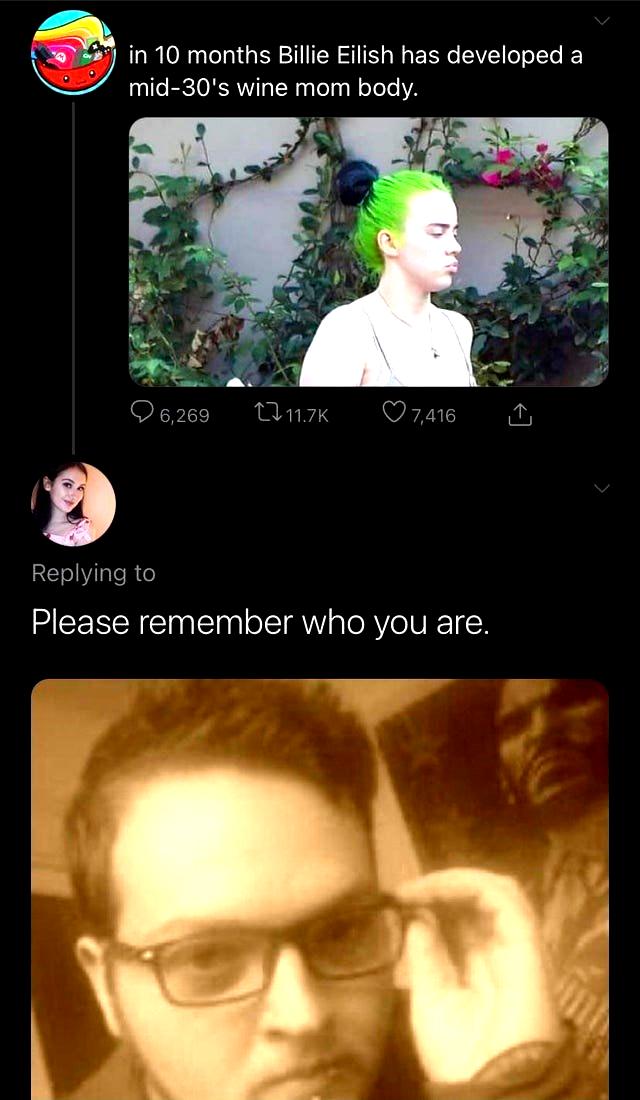 in 10 months Billie Eilish has developed a
mid-30's wine mom body.
6,269 11.7K 7,416
Replying to
Please remember who you are.